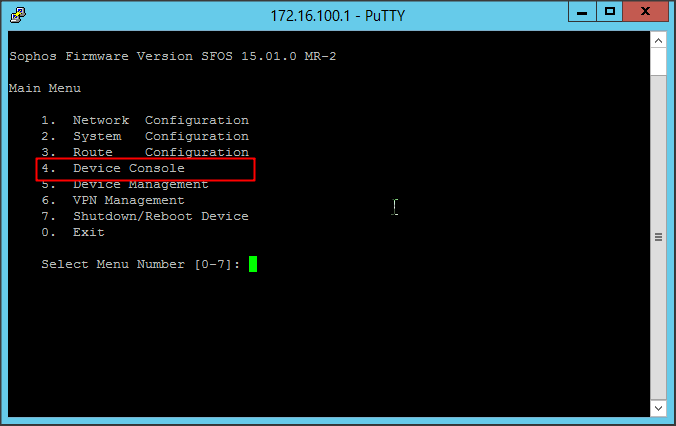 172.16.100.1 - PuTTY
Sophos Firmware Version SFOS 15.01.0 MR-2
Main Menu
1. Network Configuration
2. System Configuration
3. Route Configuration
4. Device Console
5. Device Management
6. VPN Management
7. Shutdown/Reboot Device
0. Exit
Select Menu Number [0-7]: